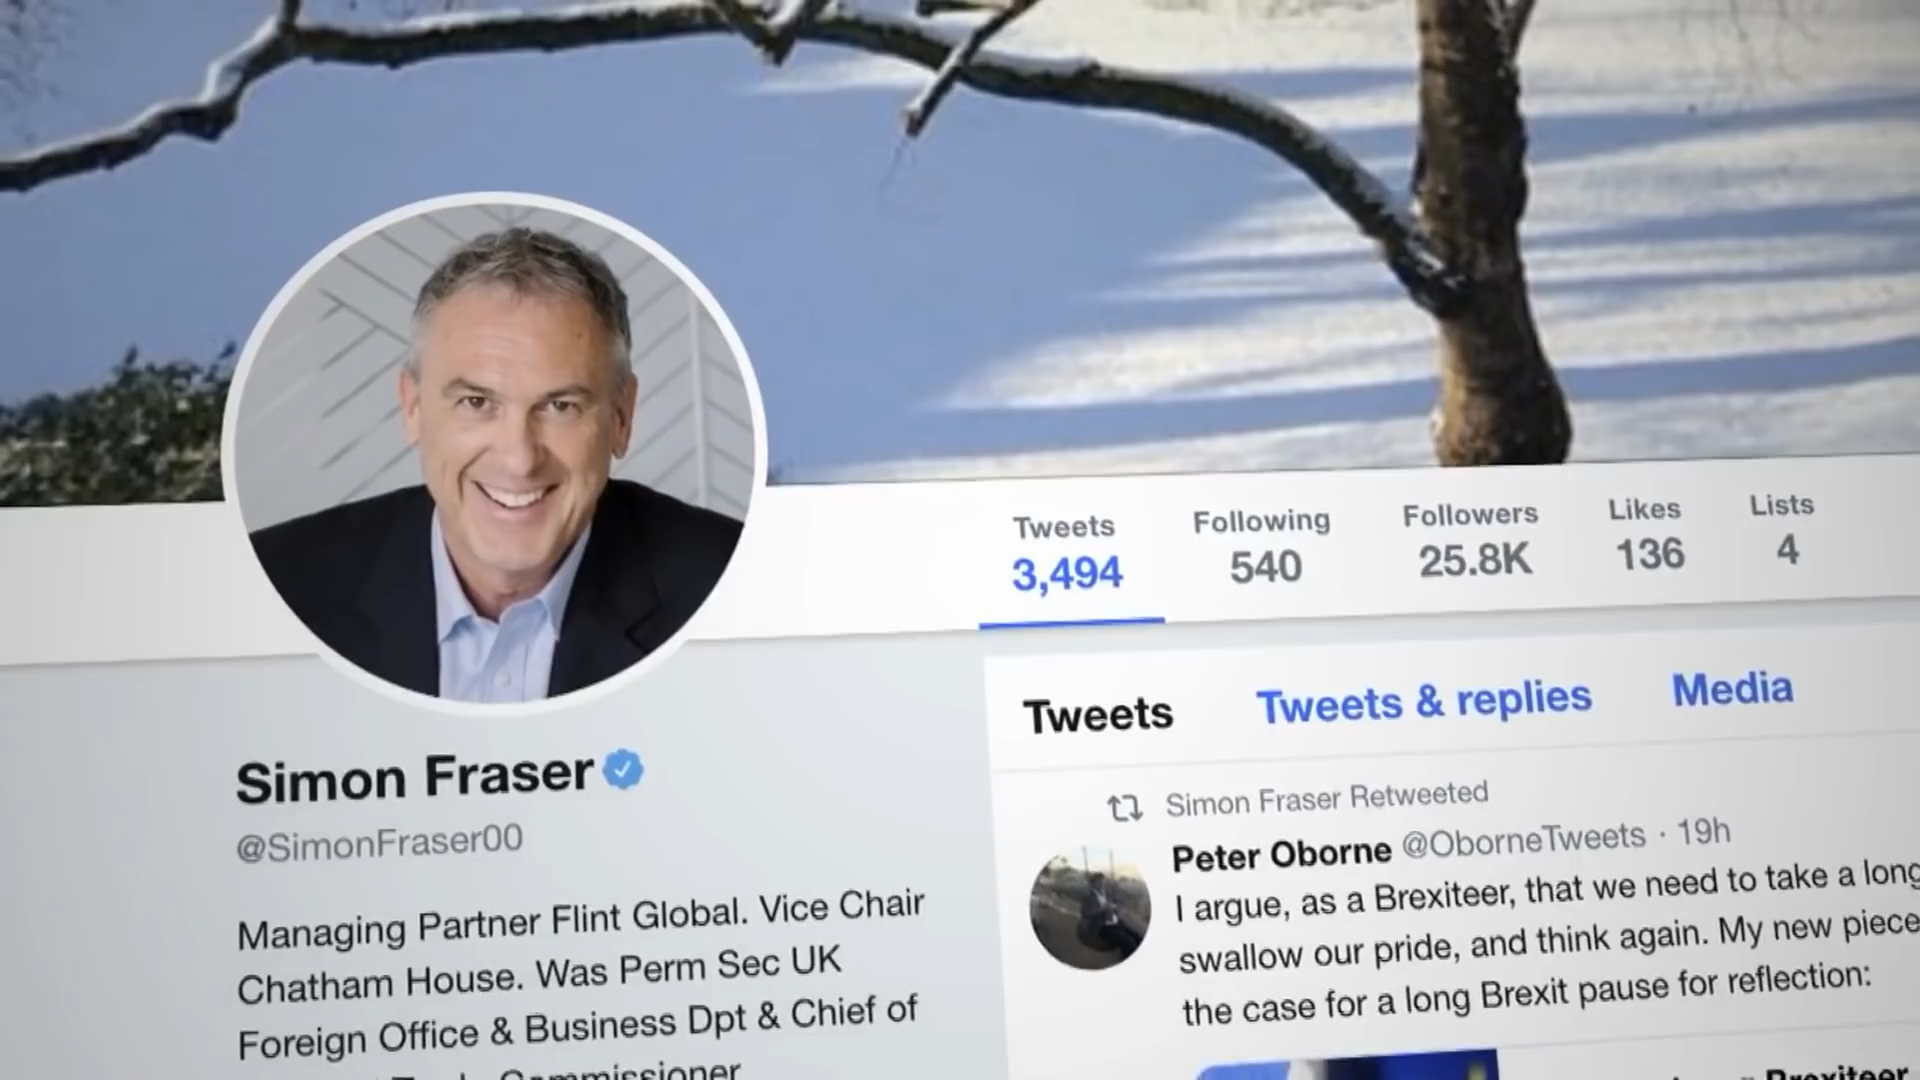 Tweets
3,494
Following
540
Followers
25.8K
Likes
136
Lists
4
Simon Fraser
@SimonFraser00
Managing Partner Flint Global. Vice Chair
Chatham House. Was Perm Sec UK
Foreign Office & Business Dpt & Chief of
Commissioner
Tweets Tweets & replies Media
Simon Fraser Retweeted
Peter Oborne @OborneTweets · 19h
I argue, as a Brexiteer, that we need to take a long
swallow our pride, and think again. My new piece
the case for a long Brexit pause for reflection:
Brexiteer